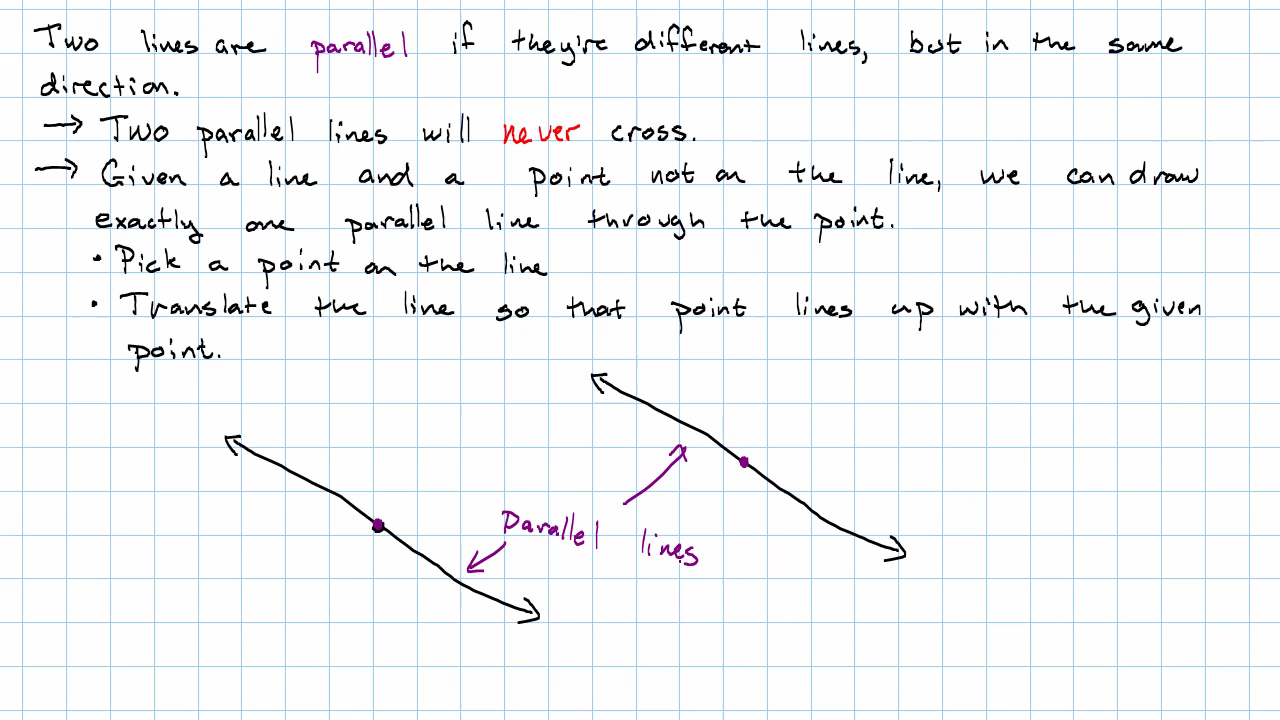 Two lines are parallel if they're different lines, but in the same
direction.
→ Two parallel lines will never cross.
→ Given a line and a point not on the line, we can draw
exactly one parallel line through the point.
• Pick a point on the line
• Translate the line so that point lines up with the given
point.
Parallel lines